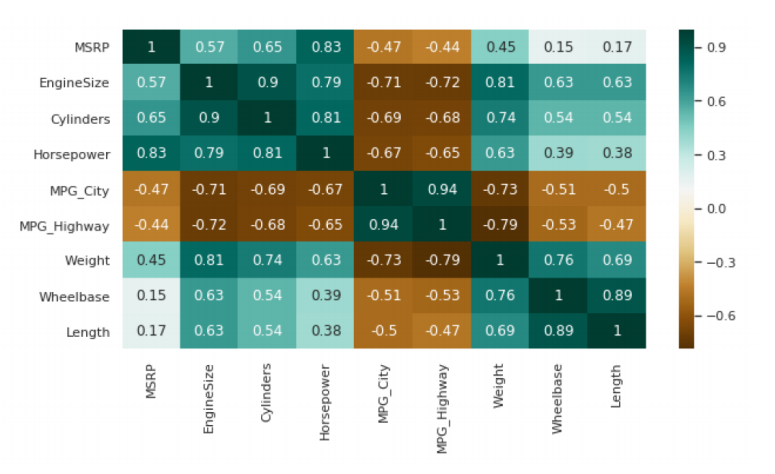 MSRP 1 0.57 0.65 0.83 -0.47 -0.44 0.45 0.15 0.17
EngineSize 0.57 1 0.9 0.79 -0.71 -0.72 0.81 0.63 0.63
Cylinders 0.65 0.9 1 0.81 -0.69 -0.68 0.74 0.54 0.54
Horsepower 0.83 0.79 0.81 1 -0.67 -0.65 0.63 0.39 0.38
MPG_City -0.47 -0.71 -0.69 -0.67 1 0.94 -0.73 -0.51 -0.5
MPG_Highway -0.44 -0.72 -0.68 -0.65 0.94 1 -0.79 -0.53 -0.47
Weight 0.45 0.81 0.74 0.63 -0.73 -0.79 1 0.76 0.69
Wheelbase 0.15 0.63 0.54 0.39 -0.51 -0.53 0.76 1 0.89
Length 0.17 0.63 0.54 0.38 -0.5 -0.47 0.69 0.89 1
MSRP
EngineSize
Cylinders
Horsepower
MPG_City
MPG_Highway
Weight
Wheelbase
Length
0.9
0.6
0.3
0.0
−0.3
−0.6